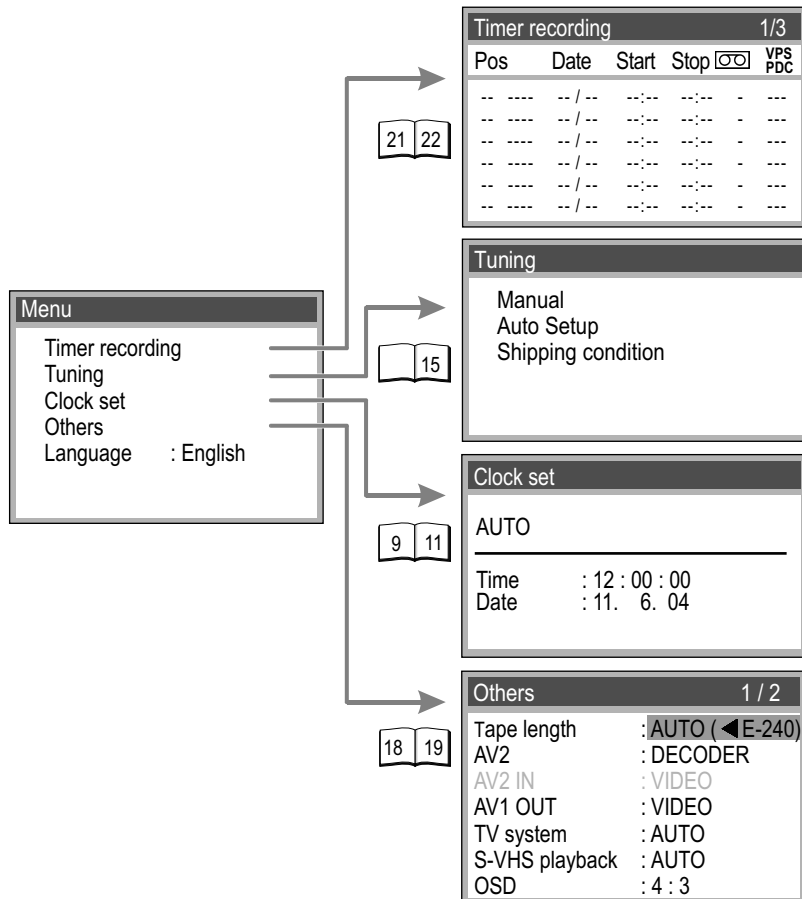 Timer recording 1/3
Pos Date Start Stop VPS PDC
-- ---- -- / -- --:-- --:-- - ---
-- ---- -- / -- --:-- --:-- - ---
-- ---- -- / -- --:-- --:-- - ---
-- ---- -- / -- --:-- --:-- - ---
-- ---- -- / -- --:-- --:-- - ---
-- ---- -- / -- --:-- --:-- - ---
21 22
Menu
Timer recording
Tuning
Clock set
Others
Language : English
Tuning
Manual
Auto Setup
Shipping condition
15
Clock set
AUTO
Time : 12 : 00 : 00
Date : 11. 6. 04
9 11
Others 1 / 2
Tape length : AUTO (◀E-240)
AV2 : DECODER
AV2 IN : VIDEO
AV1 OUT : VIDEO
TV system : AUTO
S-VHS playback : AUTO
OSD : 4 : 3
18 19